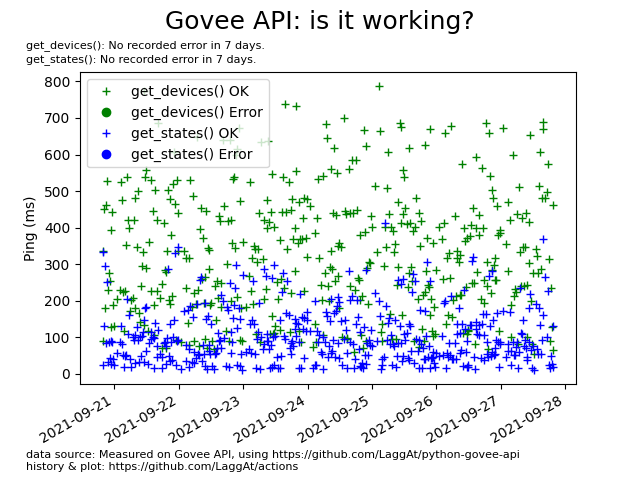 Govee API: is it working?
get_devices(): No recorded error in 7 days.
get_states(): No recorded error in 7 days.
800
700
600
500
400
300
200
100
0
Ping (ms)
get_devices() OK
get_devices() Error
get_states() OK
get_states() Error
2021-09-21
2021-09-22
2021-09-23
2021-09-24
2021-09-25
2021-09-26
2021-09-27
2021-09-28
data source: Measured on Govee API, using https://github.com/LaggAt/python-govee-api
history & plot: https://github.com/LaggAt/actions